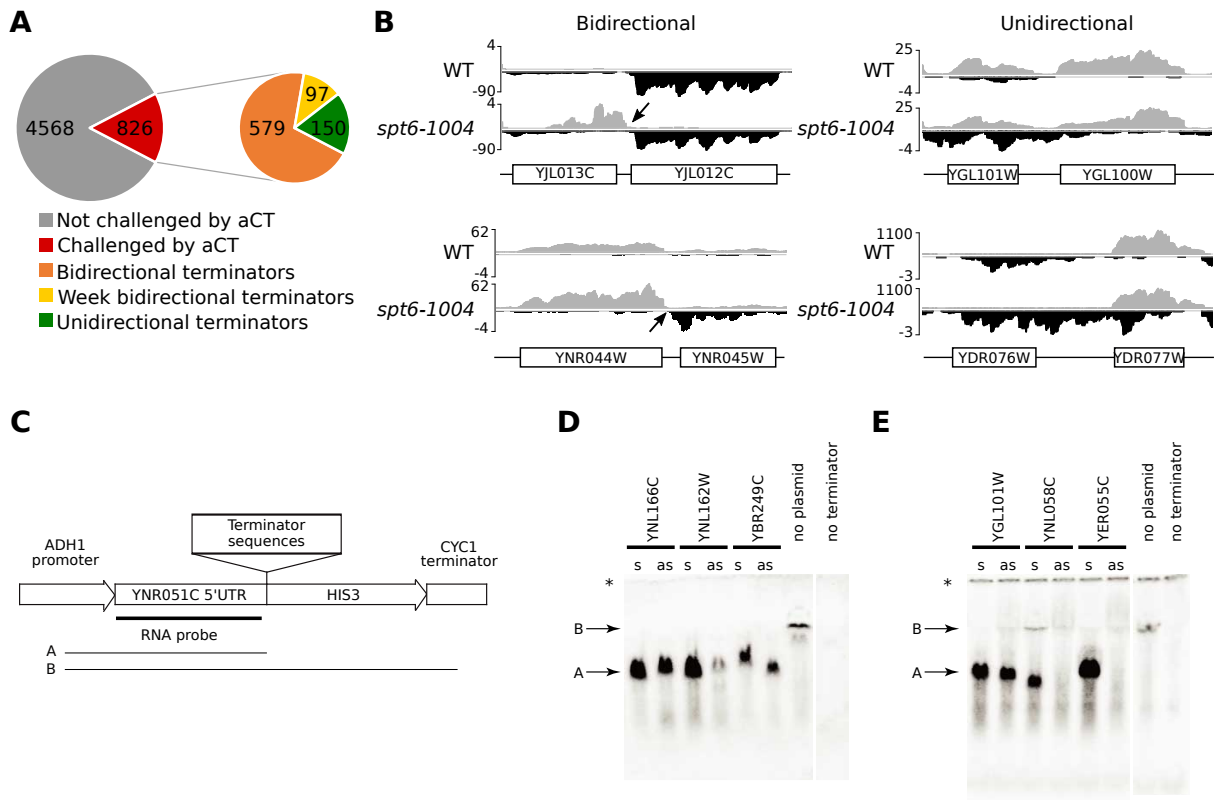 A
4568
826
97
579
150
Not challenged by aCT
Challenged by aCT
Bidirectional terminators
Week bidirectional terminators
Unidirectional terminators
B
Bidirectional
Unidirectional
4
WT
-90
4
spt6-1004
-90
YJL013C
YJL012C
25
WT
-4
25
spt6-1004
-4
YGL101W
YGL100W
62
WT
-4
62
spt6-1004
-4
YNR044W
YNR045W
1100
WT
-3
1100
spt6-1004
-3
YDR076W
YDR077W
C
Terminator
sequences
ADH1
promoter
CYC1
terminator
YNR051C 5'UTR
HIS3
RNA probe
A
B
D
YNL166C
YNL162W
YBR249C
no plasmid
no terminator
s as s as s as
*
B
A
E
YGL101W
YNL058C
YER055C
no plasmid
no terminator
s as s as s as
*
B
A